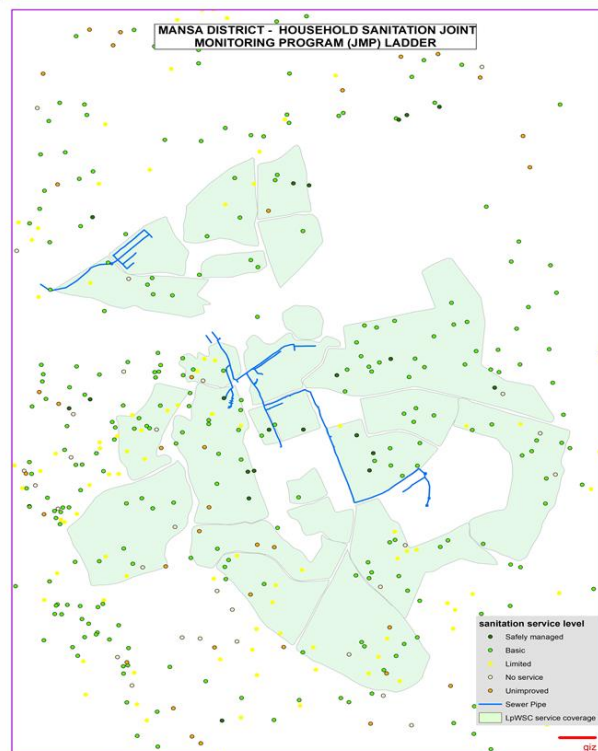 MANSA DISTRICT - HOUSEHOLD SANITATION JOINT
MONITORING PROGRAM (JMP) LADDER
sanitation service level
Safely managed
Basic
Limited
No service
Unimproved
Sewer Pipe
LpWSC service coverage
giz